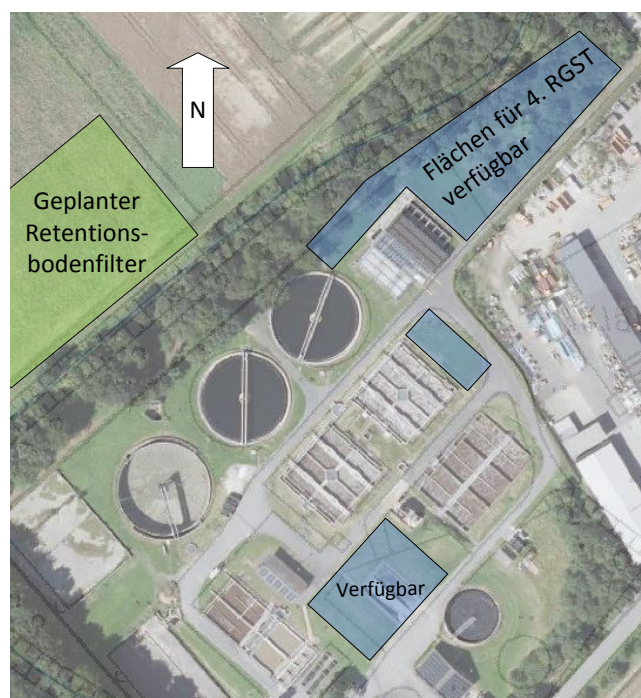 N
Flächen für 4. RGST
verfügbar
Geplanter
Retentions-
bodenfilter
Verfügbar